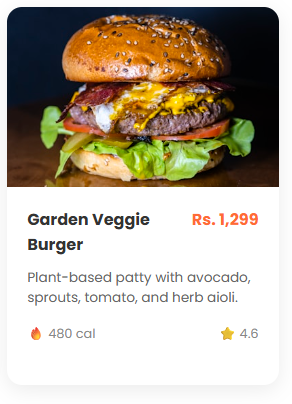 Garden Veggie Rs. 1,299
Burger
Plant-based patty with avocado,
sprouts, tomato, and herb aioli.
480 cal 4.6